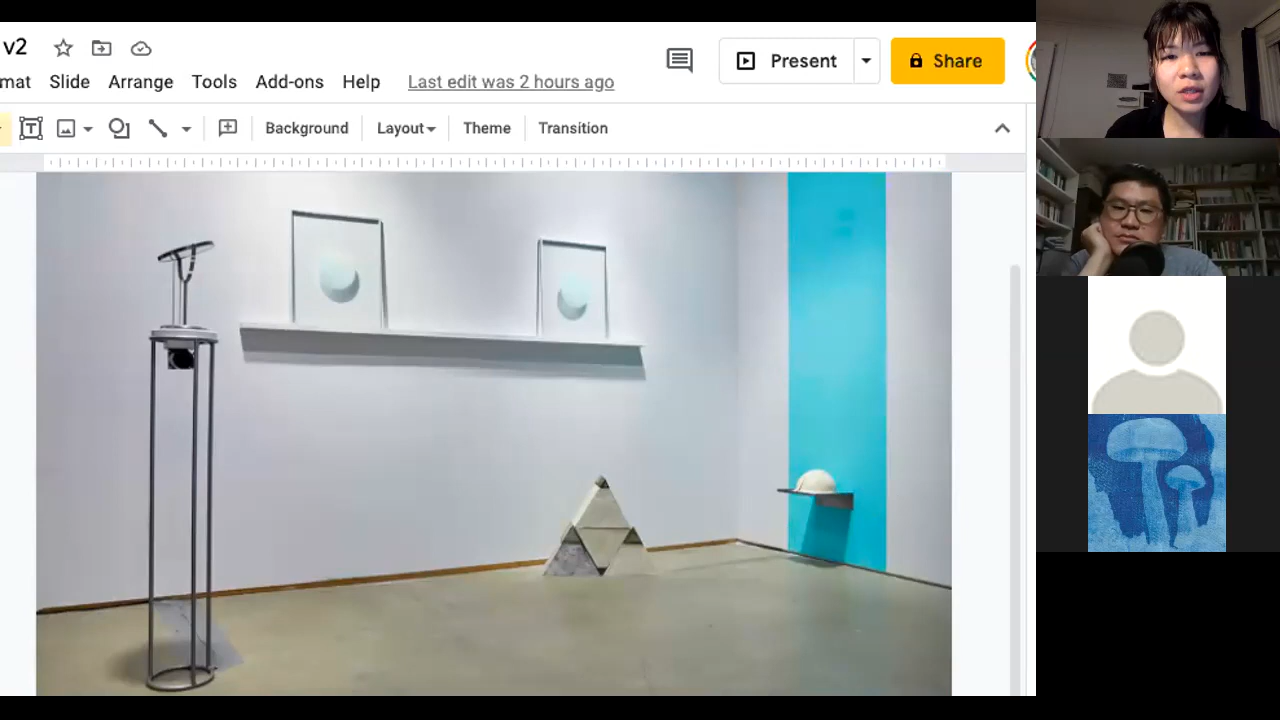 v2
Present
Share
mat Slide Arrange Tools Add-ons Help Last edit was 2 hours ago
Background Layout Theme Transition